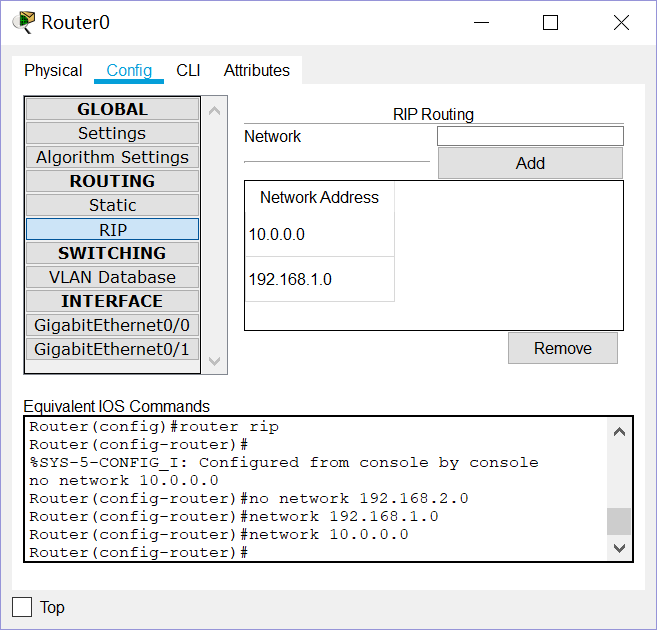 Router0
Physical Config CLI Attributes
GLOBAL
Settings
Algorithm Settings
ROUTING
Static
RIP
SWITCHING
VLAN Database
INTERFACE
GigabitEthernet0/0
GigabitEthernet0/1
RIP Routing
Network
Add
Network Address
10.0.0.0
192.168.1.0
Remove
Equivalent IOS Commands
Router(config)#router rip
Router(config-router)#
%SYS-5-CONFIG_I: Configured from console by console
no network 10.0.0.0
Router(config-router)#no network 192.168.2.0
Router(config-router)#network 192.168.1.0
Router(config-router)#network 10.0.0.0
Router(config-router)#
Top